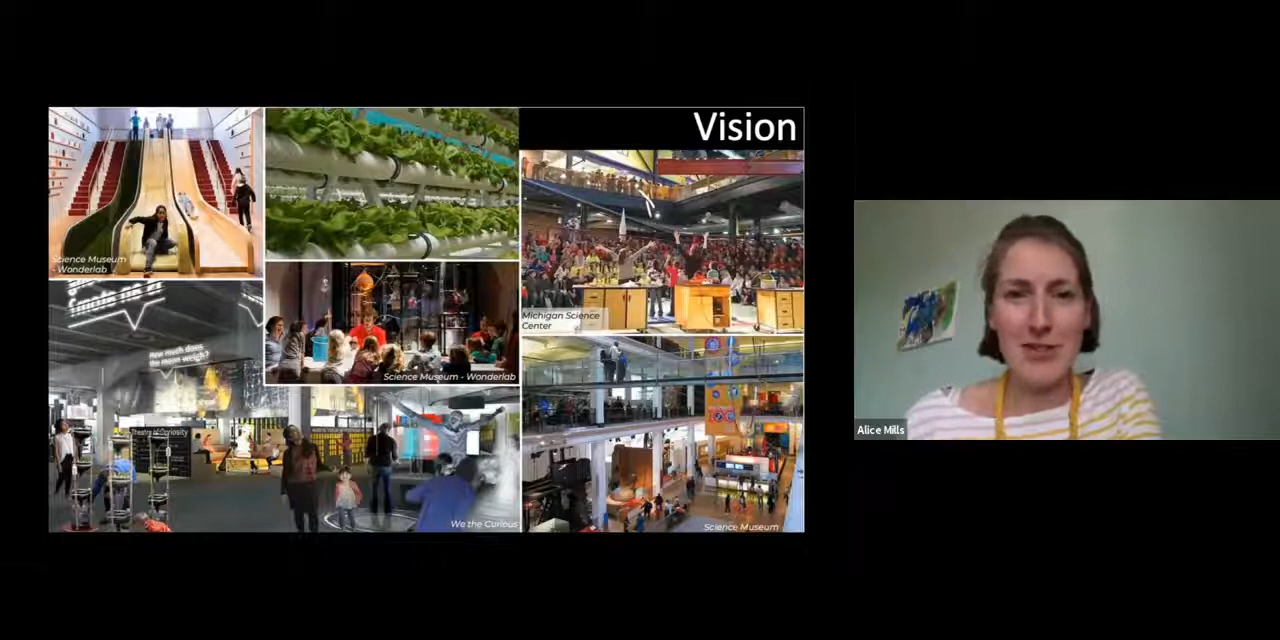 Vision
Science Museum
- Wonderlab
Science Museum - Wonderlab
Michigan Science
Center
How much does
the moon weigh?
Theatre of Curiosity
We the Curious
Science Museum
Alice Mills